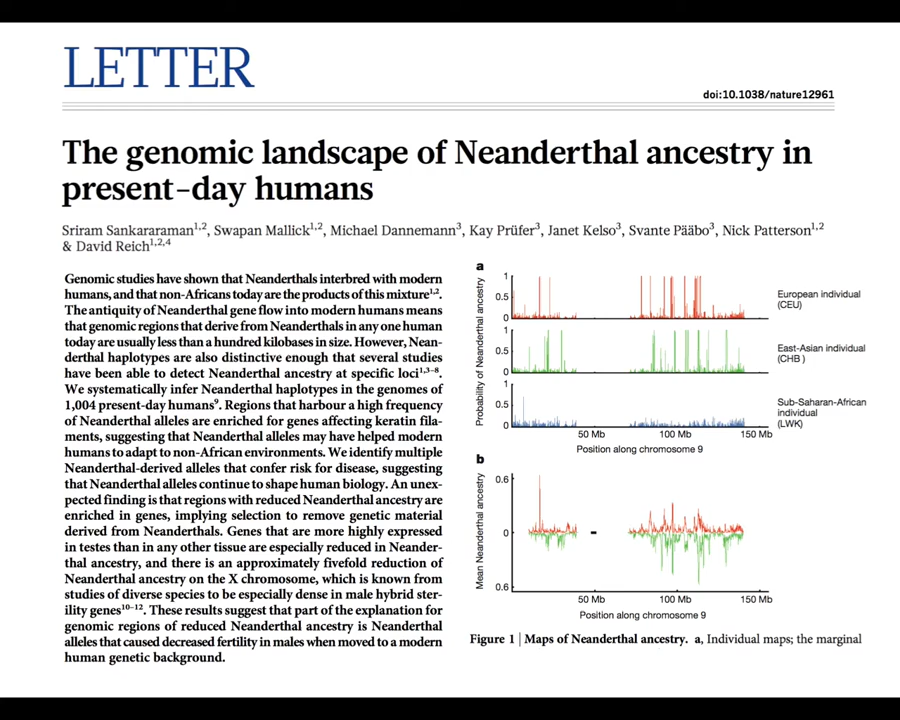 LETTER
doi:10.1038/nature12961
The genomic landscape of Neanderthal ancestry in
present-day humans
Sriram Sankararaman1,2, Swapan Mallick1,2, Michael Dannemann3, Kay Prüfer3, Janet Kelso3, Svante Pääbo3, Nick Patterson1,2
& David Reich1,2,4
Genomic studies have shown that Neanderthals interbred with modern
humans, and that non-Africans today are the products of this mixture1,2.
The antiquity of Neanderthal gene flow into modern humans means
that genomic regions that derive from Neanderthals in any one human
today are usually less than a hundred kilobases in size. However, Nean-
derthal haplotypes are also distinctive enough that several studies
have been able to detect Neanderthal ancestry at specific loci1,3–8.
We systematically infer Neanderthal haplotypes in the genomes of
1,004 present-day humans9. Regions that harbour a high frequency
of Neanderthal alleles are enriched for genes affecting keratin fila-
ments, suggesting that Neanderthal alleles may have helped modern
humans to adapt to non-African environments. We identify multiple
Neanderthal-derived alleles that confer risk for disease, suggesting
that Neanderthal alleles continue to shape human biology. An unex-
pected finding is that regions with reduced Neanderthal ancestry are
enriched in genes, implying selection to remove genetic material
derived from Neanderthals. Genes that are more highly expressed
in testes than in any other tissue are especially reduced in Neander-
thal ancestry, and there is an approximately fivefold reduction of
Neanderthal ancestry on the X chromosome, which is known from
studies of diverse species to be especially dense in male hybrid ster-
ility genes10–12. These results suggest that part of the explanation for
genomic regions of reduced Neanderthal ancestry is Neanderthal
alleles that caused decreased fertility in males when moved to a modern
human genetic background.
a
Probability of Neanderthal ancestry
1
0.5
0
European individual
(CEU)
1
0.5
0
East-Asian individual
(CHB )
1
0.5
0
Sub-Saharan-African
individual
(LWK)
50 Mb 100 Mb 150 Mb
Position along chromosome 9
b
Mean Neanderthal ancestry
0.6
0
0.6
50 Mb 100 Mb 150 Mb
Position along chromosome 9
Figure 1 | Maps of Neanderthal ancestry. a, Individual maps; the marginal